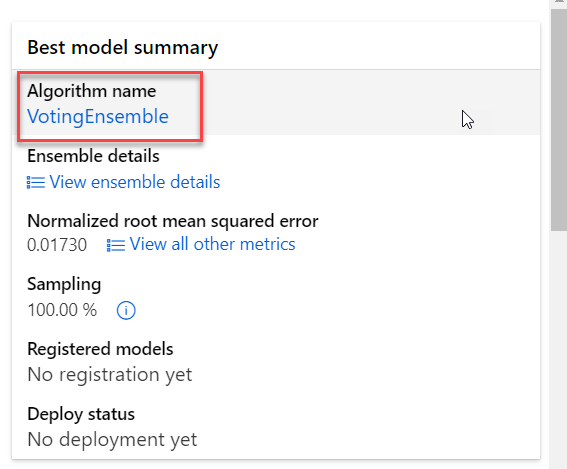 Best model summary
Algorithm name
VotingEnsemble
Ensemble details
View ensemble details
Normalized root mean squared error
0.01730 View all other metrics
Sampling
100.00 %
Registered models
No registration yet
Deploy status
No deployment yet